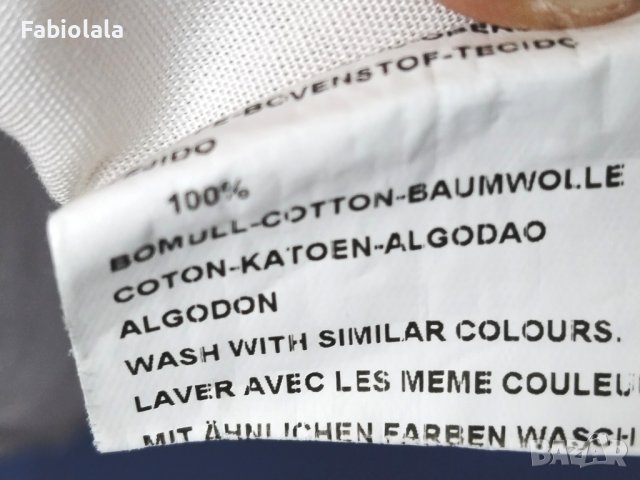 Fabiolala
BOVENSTOF-TECIDO
100%
BOMULL-COTTON-BAUMWOLLE
COTON-KATOEN-ALGODAO
ALGODON
WASH WITH SIMILAR COLOURS.
LAVER AVEC LES MEME COULEU
MIT ÄHNLICHEN FARBEN WASCH